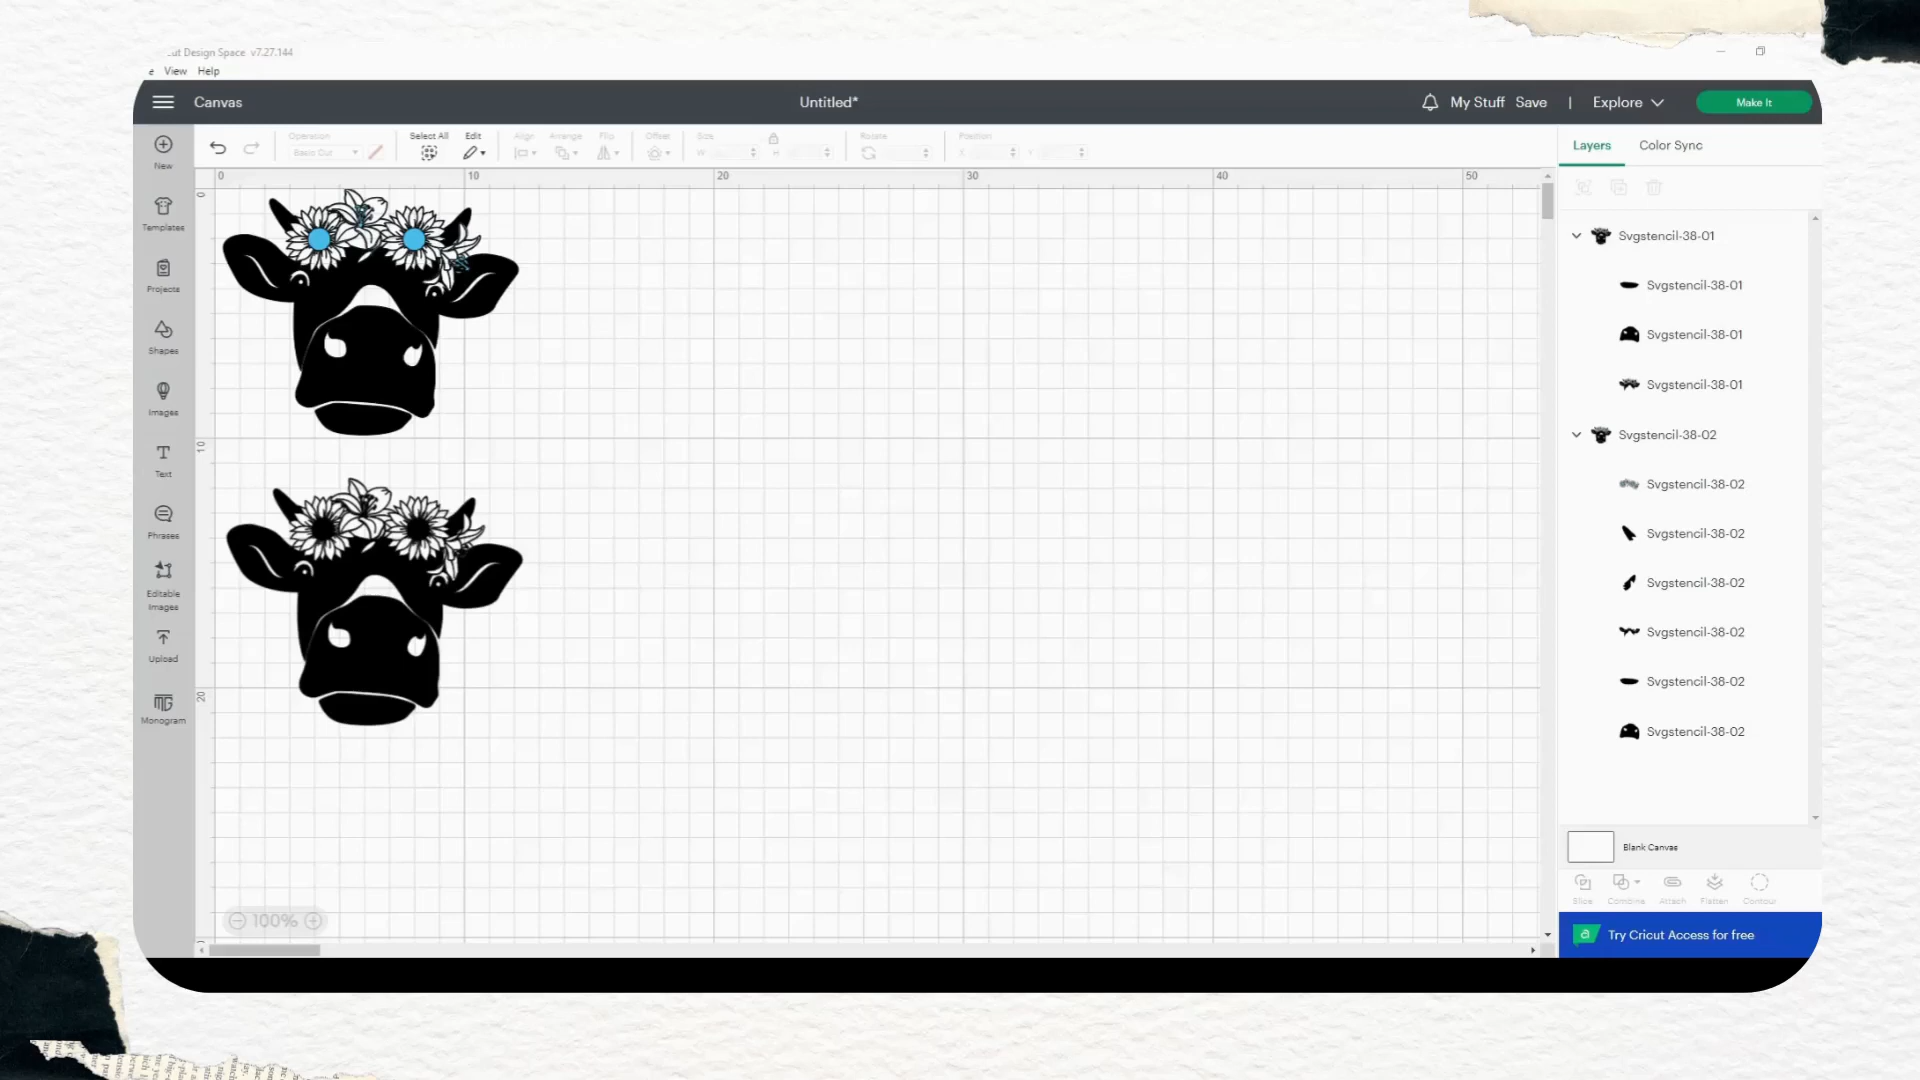 ut Design Space v7.27.144
e View Help
Canvas
Untitled*
My Stuff Save | Explore Make It
New
Templates
Projects
Shapes
Images
Text
Phrases
Editable
Images
Upload
Monogram
Operation
Basic Cut
Select All
Edit
Align
Arrange
Flip
Offset
Size
W
H
Rotate
Position
X
Y
0 10 20 30 40 50
0
10
20
100%
Layers Color Sync
Svgstencil-38-01
Svgstencil-38-01
Svgstencil-38-01
Svgstencil-38-01
Svgstencil-38-02
Svgstencil-38-02
Svgstencil-38-02
Svgstencil-38-02
Svgstencil-38-02
Svgstencil-38-02
Svgstencil-38-02
Blank Canvas
Slice Combine Attach Flatten Contour
a Try Cricut Access for free